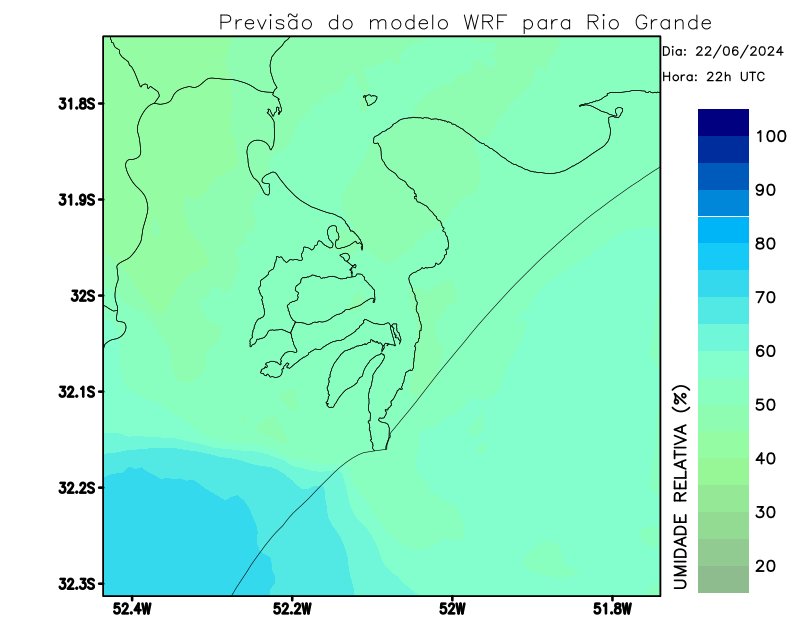 Previsão do modelo WRF para Rio Grande
Dia: 22/06/2024
Hora: 22h UTC
31.8S
31.9S
32S
32.1S
32.2S
32.3S
52.4W
52.2W
52W
51.8W
100
90
80
70
60
50
40
30
20
UMIDADE RELATIVA (%)